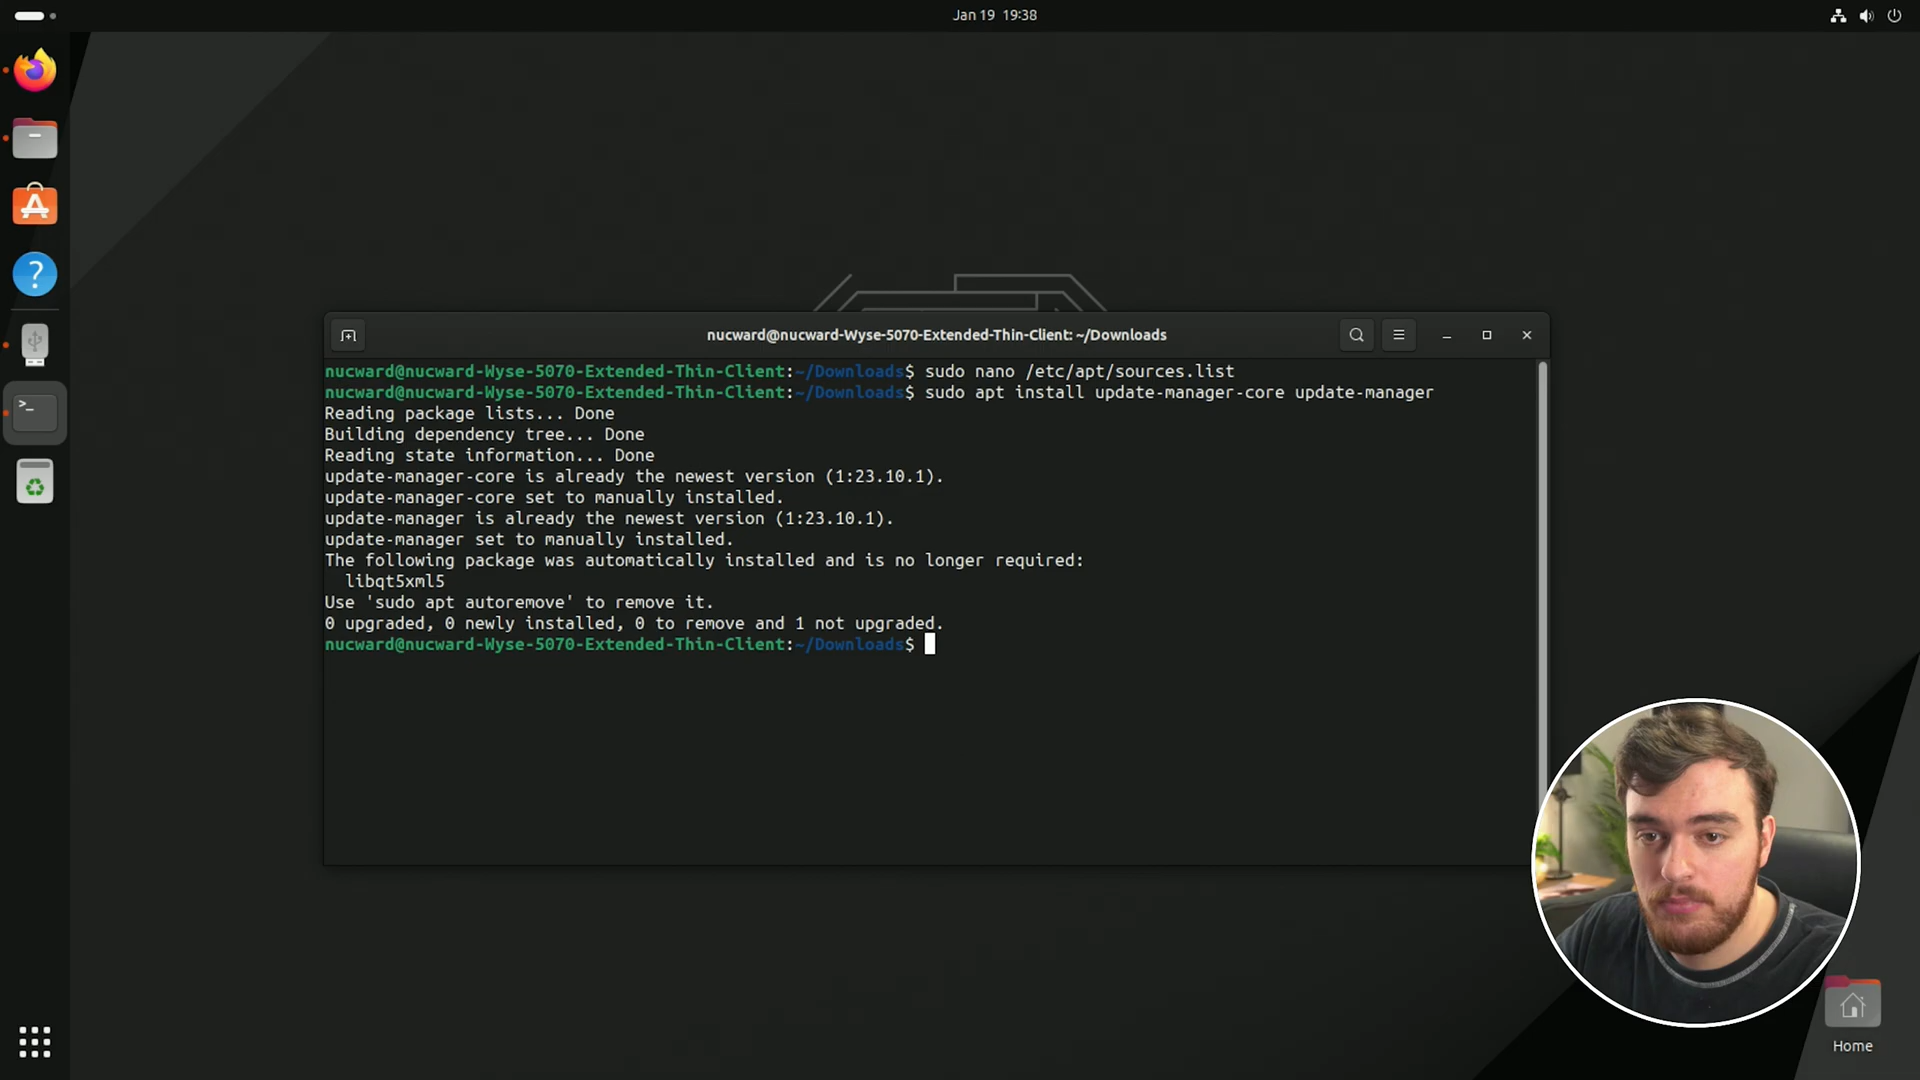 Jan 19 19:38
nucward@nucward-Wyse-5070-Extended-Thin-Client: ~/Downloads
nucward@nucward-Wyse-5070-Extended-Thin-Client:~/Downloads$ sudo nano /etc/apt/sources.list
nucward@nucward-Wyse-5070-Extended-Thin-Client:~/Downloads$ sudo apt install update-manager-core update-manager
Reading package lists... Done
Building dependency tree... Done
Reading state information... Done
update-manager-core is already the newest version (1:23.10.1).
update-manager-core set to manually installed.
update-manager is already the newest version (1:23.10.1).
update-manager set to manually installed.
The following package was automatically installed and is no longer required:
libqt5xml5
Use 'sudo apt autoremove' to remove it.
0 upgraded, 0 newly installed, 0 to remove and 1 not upgraded.
nucward@nucward-Wyse-5070-Extended-Thin-Client:~/Downloads$
Home